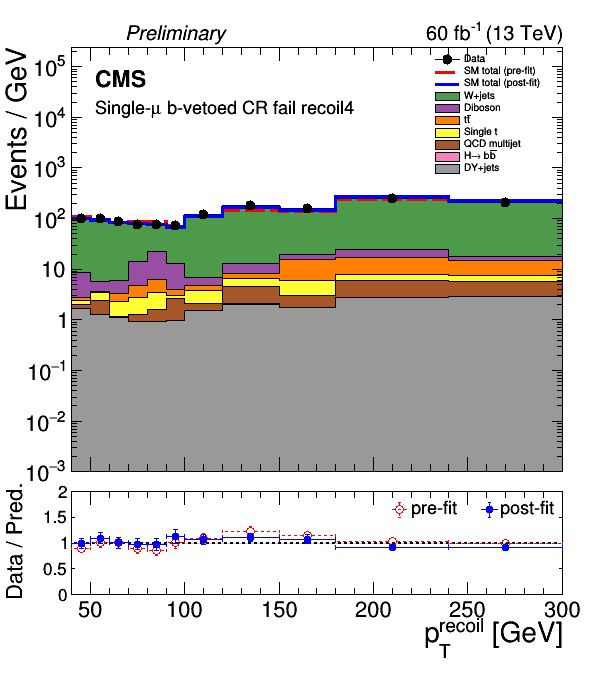 Preliminary 60 fb⁻¹ (13 TeV)
CMS
Single-μ b-vetoed CR fail recoil4
Data
SM total (pre-fit)
SM total (post-fit)
W+jets
Diboson
tt̅
Single t
QCD multijet
H→ bb̅
DY+jets
Events / GeV
10⁵
10⁴
10³
10²
10
1
10⁻¹
10⁻²
10⁻³
pre-fit post-fit
Data / Pred.
2
1.5
1
0.5
0
50 100 150 200 250 300
p_T^recoil [GeV]